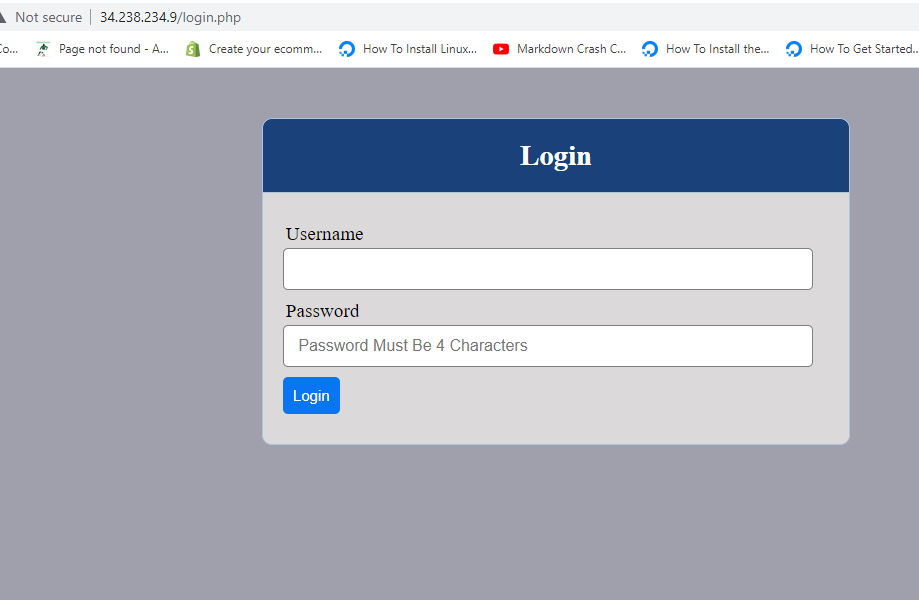 Not secure 34.238.234.9/login.php
Co... Page not found - A... Create your ecomm... How To Install Linux... Markdown Crash C... How To Install the... How To Get Started...
Login
Username
Password
Password Must Be 4 Characters
Login